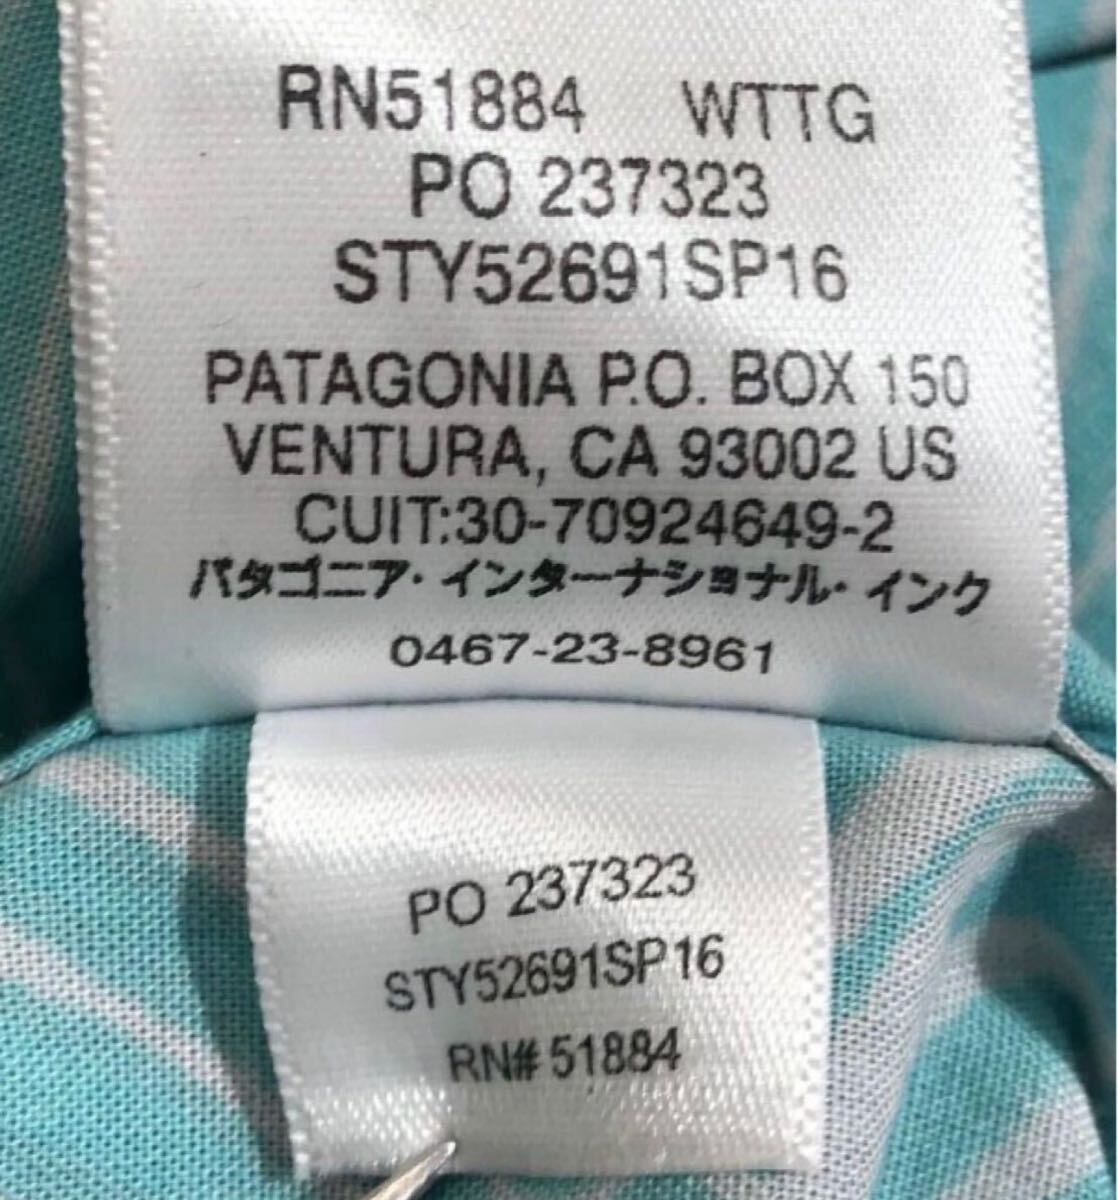 RN51884 WTTG
PO 237323
STY52691SP16
PATAGONIA P.O. BOX 150
VENTURA, CA 93002 US
CUIT:30-70924649-2
パタゴニア・インターナショナル・インク
0467-23-8961
PO 237323
STY52691SP16
RN# 51884